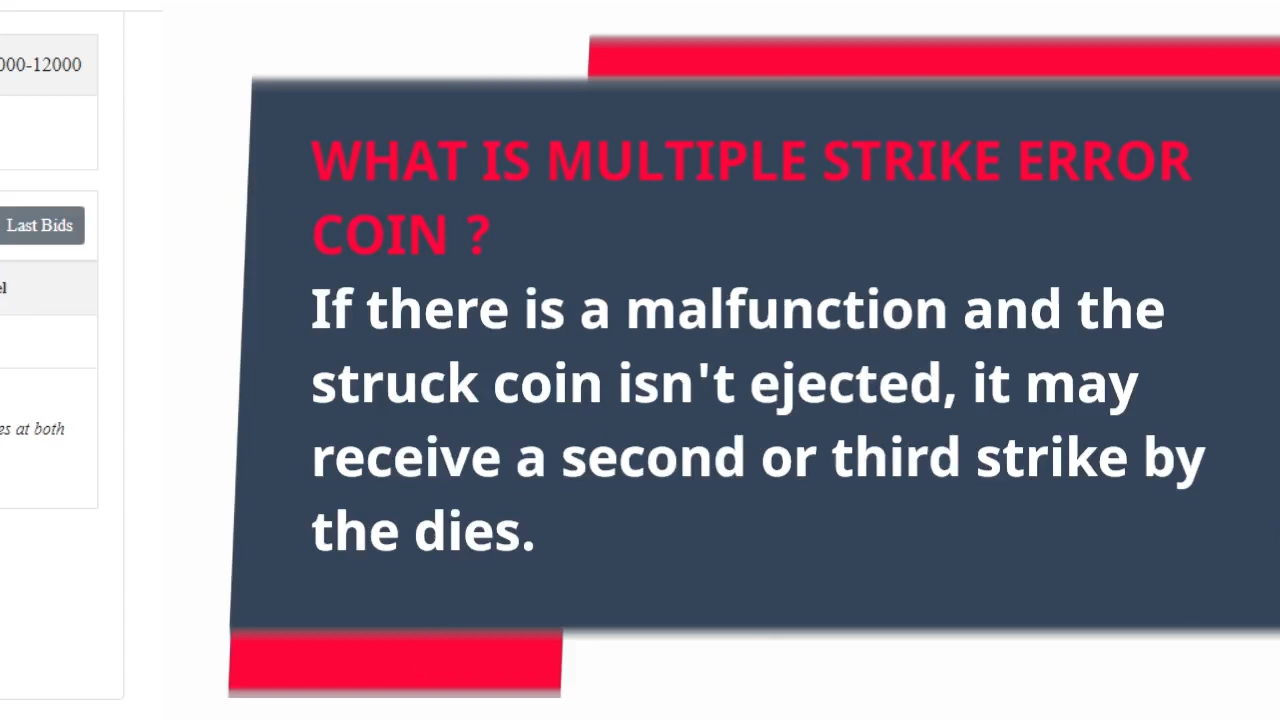 000-12000
Last Bids
es at both
WHAT IS MULTIPLE STRIKE ERROR
COIN ?
If there is a malfunction and the
struck coin isn't ejected, it may
receive a second or third strike by
the dies.